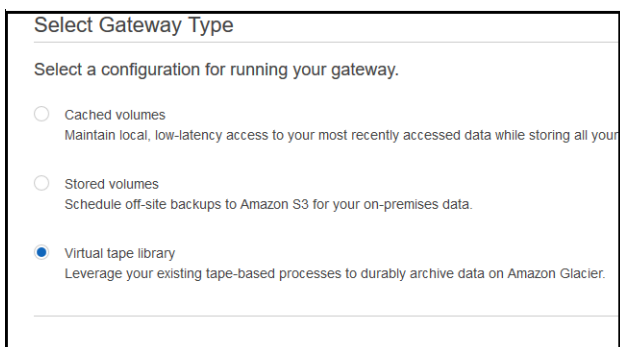 Select Gateway Type
Select a configuration for running your gateway.
Cached volumes
Maintain local, low-latency access to your most recently accessed data while storing all your
Stored volumes
Schedule off-site backups to Amazon S3 for your on-premises data.
Virtual tape library
Leverage your existing tape-based processes to durably archive data on Amazon Glacier.